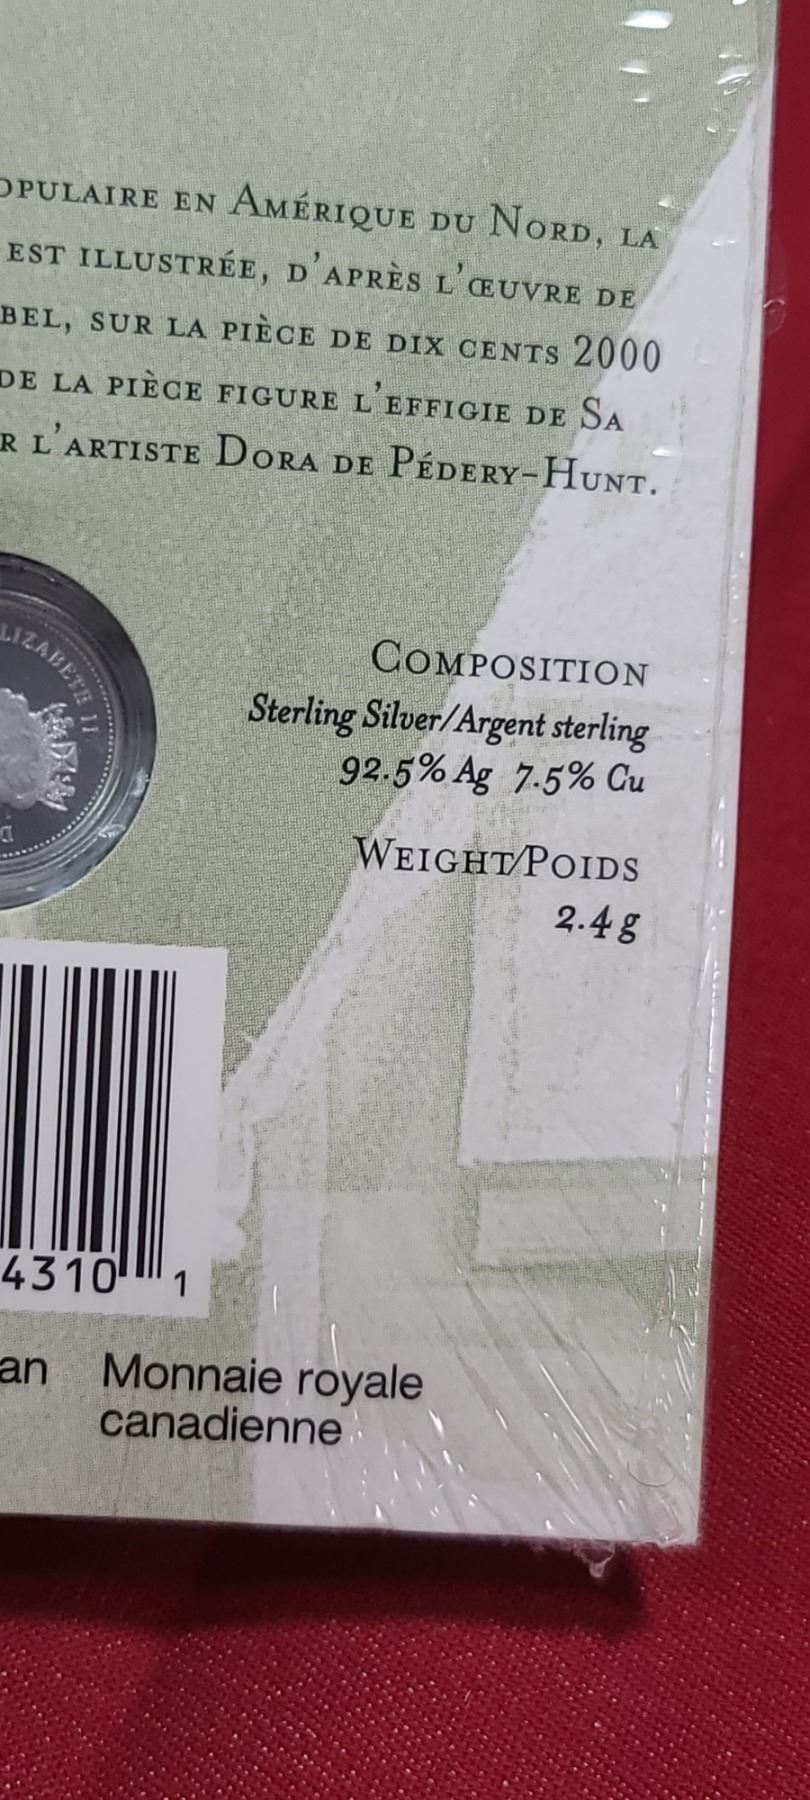 OPULAIRE EN AMÉRIQUE DU NORD, LA
EST ILLUSTRÉE, D'APRÈS L'ŒUVRE DE
BEL, SUR LA PIÈCE DE DIX CENTS 2000
DE LA PIÈCE FIGURE L'EFFIGIE DE SA
R L'ARTISTE DORA DE PÉDERY-HUNT.
LIZABETH II
D
COMPOSITION
Sterling Silver/Argent sterling
92.5% Ag 7.5% Cu
WEIGHT/POIDS
2.4 g
4310 1
an Monnaie royale
canadienne